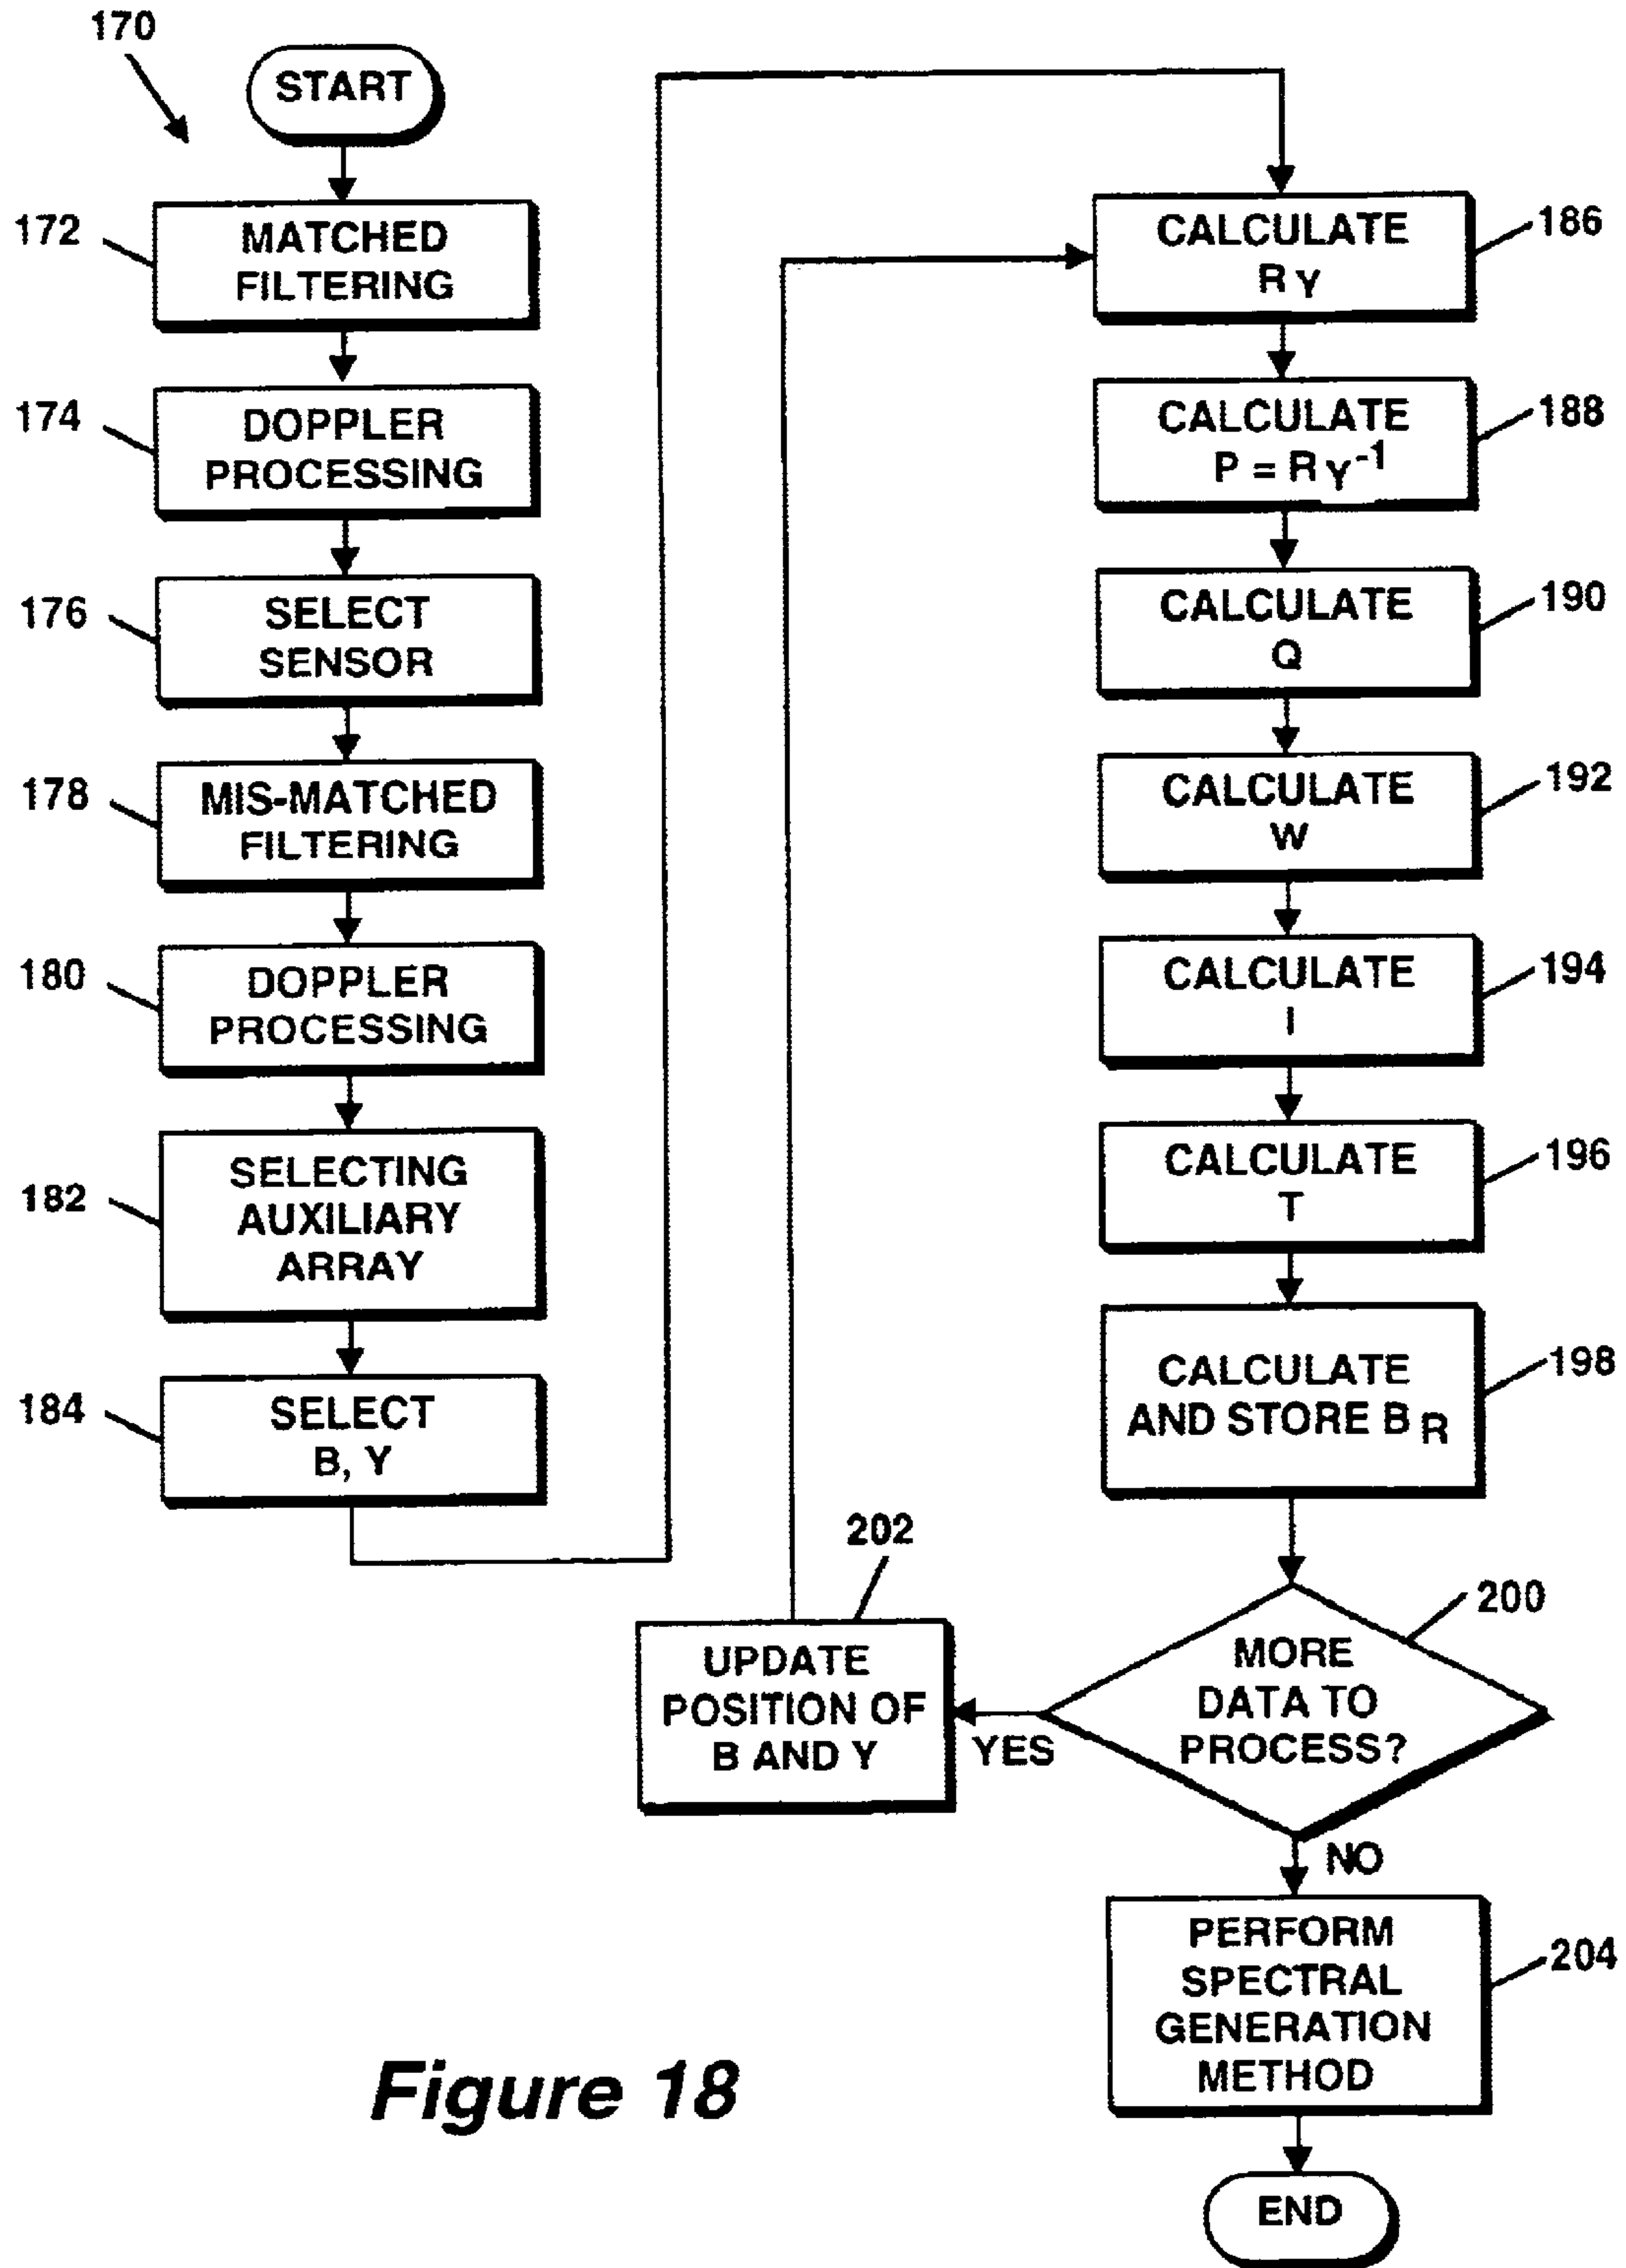 170
START
172
MATCHED
FILTERING
174
DOPPLER
PROCESSING
176
SELECT
SENSOR
178
MIS-MATCHED
FILTERING
180
DOPPLER
PROCESSING
182
SELECTING
AUXILIARY
ARRAY
184
SELECT
B, Y
CALCULATE
R Y
186
CALCULATE
P = R Y -1
188
CALCULATE
Q
190
CALCULATE
W
192
CALCULATE
I
194
CALCULATE
T
196
CALCULATE
AND STORE B R
198
MORE
DATA TO
PROCESS?
200
YES
202
UPDATE
POSITION OF
B AND Y
NO
PERFORM
SPECTRAL
GENERATION
METHOD
204
END
Figure 18